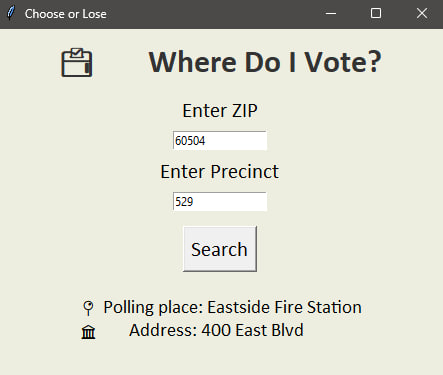 Choose or Lose
Where Do I Vote?
Enter ZIP
60504
Enter Precinct
529
Search
Polling place: Eastside Fire Station
Address: 400 East Blvd